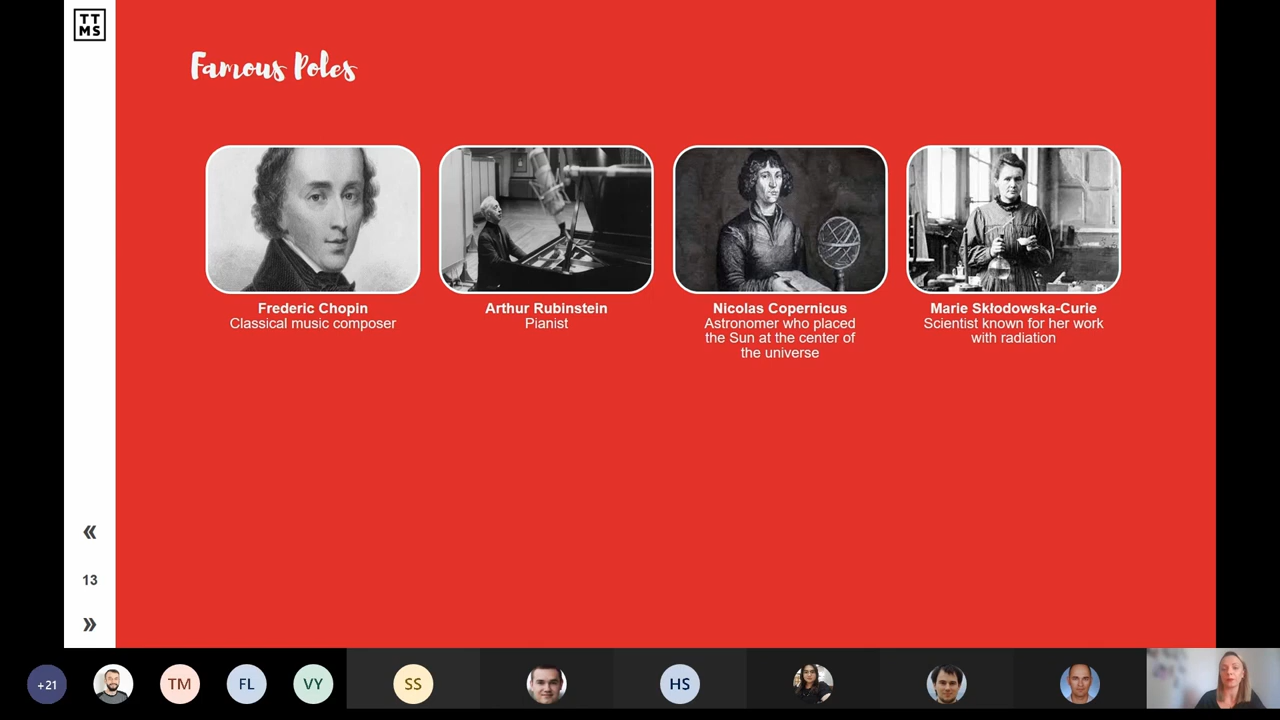 TT
MS
Famous Poles
Frederic Chopin
Classical music composer
Arthur Rubinstein
Pianist
Nicolas Copernicus
Astronomer who placed
the Sun at the center of
the universe
Marie Skłodowska-Curie
Scientist known for her work
with radiation
«
13
»
+21
TM
FL
VY
SS
HS